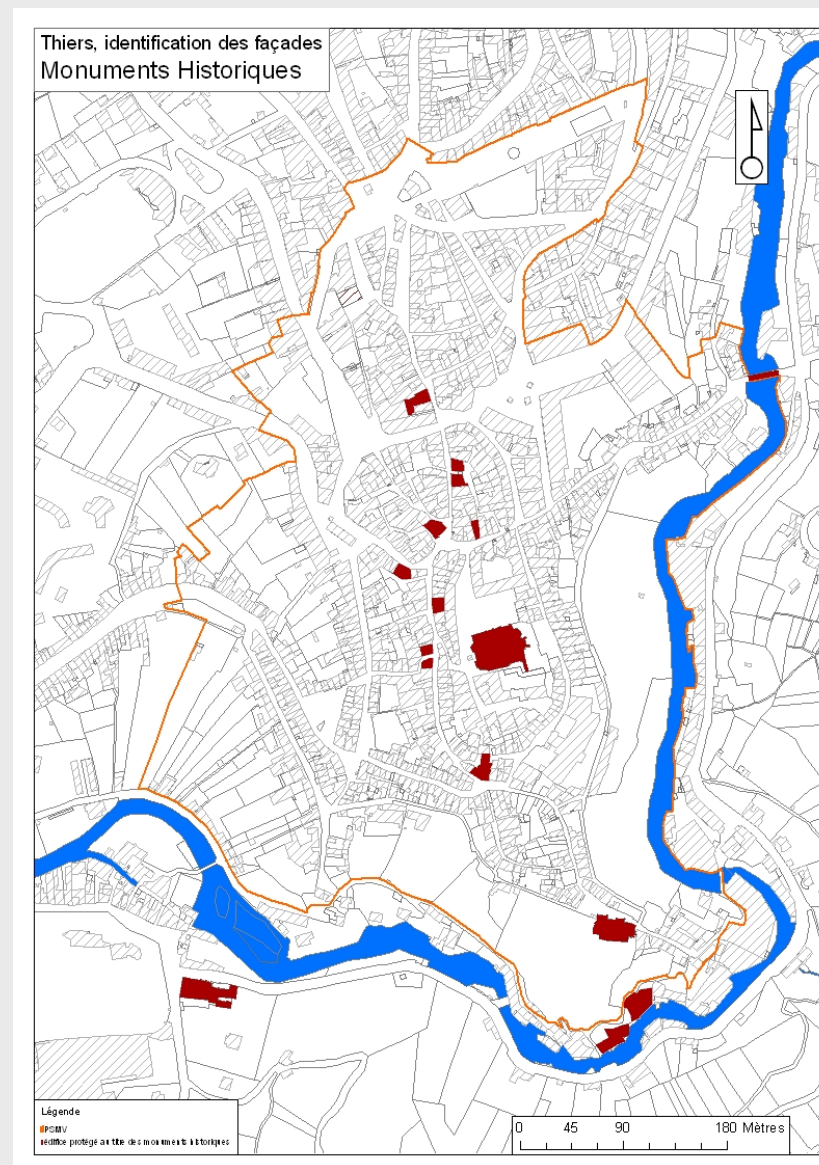 Thiers, identification des façades
Monuments Historiques
Légende
PSMV
édifice protégé au titre des monuments historiques
0 45 90 180 Mètres